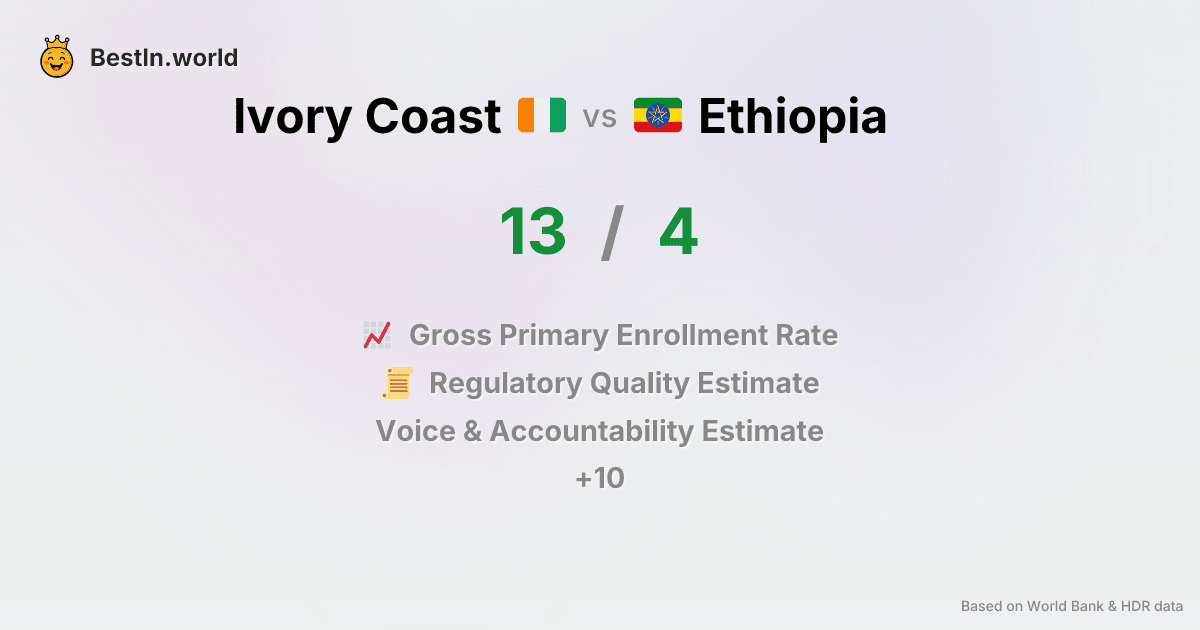 BestIn.world
Ivory Coast vs Ethiopia
13 / 4
Gross Primary Enrollment Rate
Regulatory Quality Estimate
Voice & Accountability Estimate
+10
Based on World Bank & HDR data